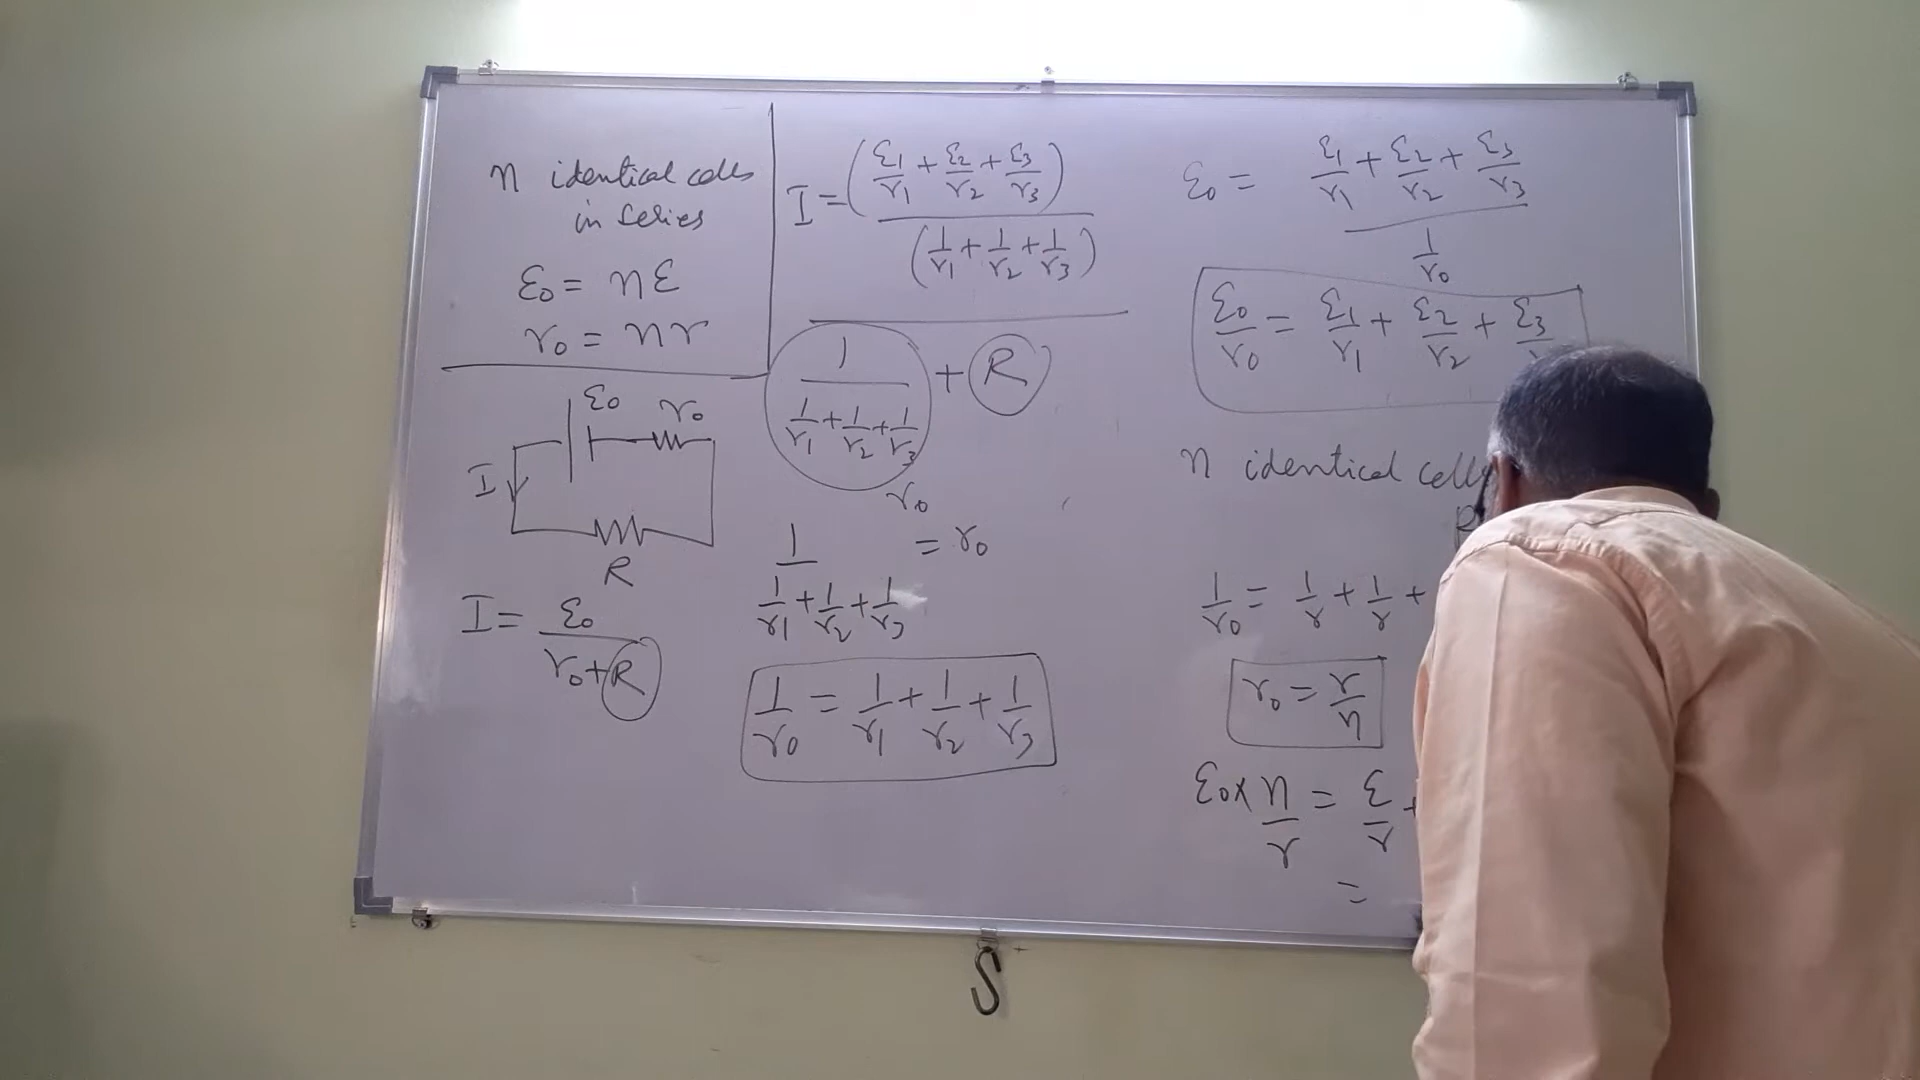 n identical cells
in series
ε0 = nε
r0 = nr
ε0 r0
I
R
I = ε0 / (r0+R)
I = (ε1/r1 + ε2/r2 + ε3/r3) / (1/r1 + 1/r2 + 1/r3)
1 / (1/r1 + 1/r2 + 1/r3) + R
r0
1 / (1/r1 + 1/r2 + 1/r3) = r0
1/r0 = 1/r1 + 1/r2 + 1/r3
ε0 = (ε1/r1 + ε2/r2 + ε3/r3) / (1/r0)
ε0/r0 = ε1/r1 + ε2/r2 + ε3/
n identical cells
1/r0 = 1/r + 1/r +
r0 = r/n
ε0 x n/r = ε/r +
=